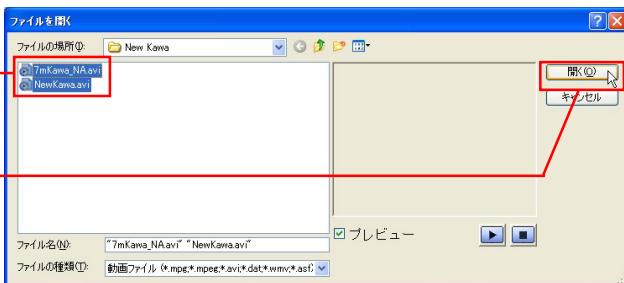 ファイルを開く
ファイルの場所(I):
New Kawa
7mKawa_NA.avi
NewKawa.avi
開く(O)
キャンセル
プレビュー
ファイル名(N):
"7mKawa_NA.avi" "NewKawa.avi"
ファイルの種類(T):
動画ファイル (*.mpg;*.mpeg;*.avi;*.dat;*.wmv;*.asf;